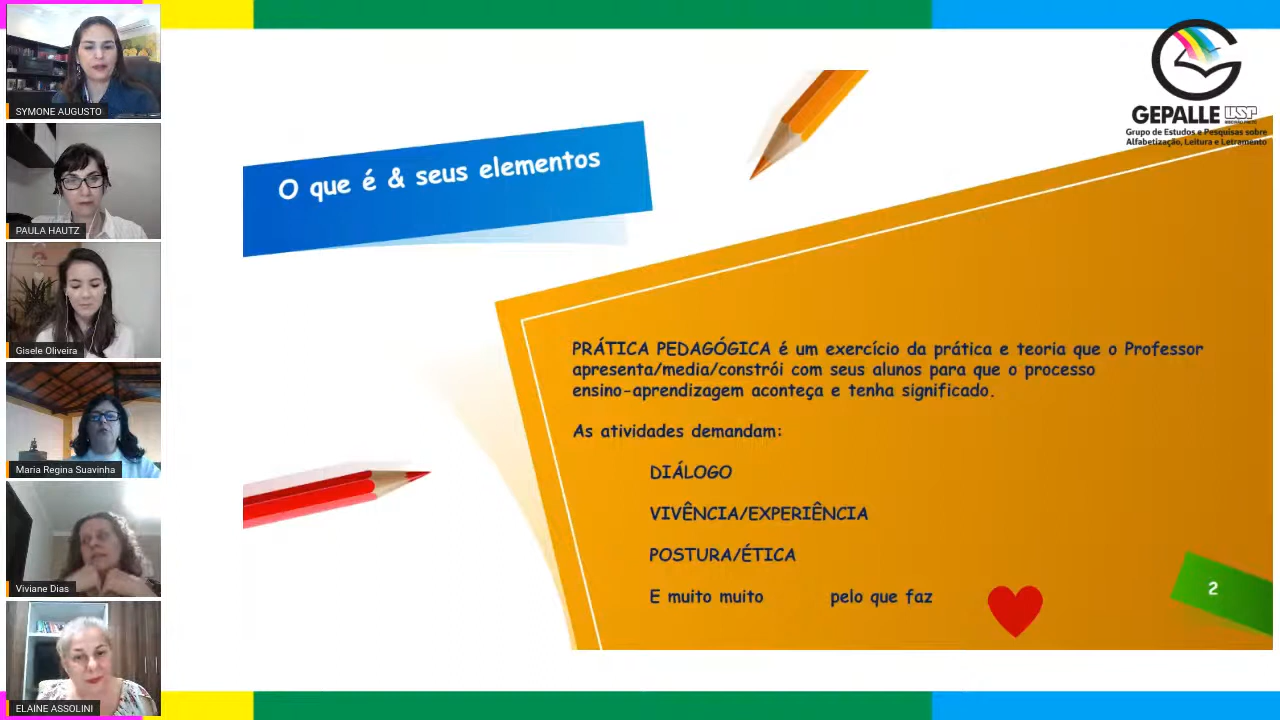 SYMONE AUGUSTO
PAULA HAUTZ
Gisele Oliveira
Maria Regina Suavinha
Viviane Dias
ELAINE ASSOLINI
GEPALLE USP
Grupo de Estudos e Pesquisas sobre
Alfabetização, Leitura e Letramento
O que é & seus elementos
PRÁTICA PEDAGÓGICA é um exercício da prática e teoria que o Professor
apresenta/media/constrói com seus alunos para que o processo
ensino-aprendizagem aconteça e tenha significado.
As atividades demandam:
DIÁLOGO
VIVÊNCIA/EXPERIÊNCIA
POSTURA/ÉTICA
E muito muito pelo que faz
2